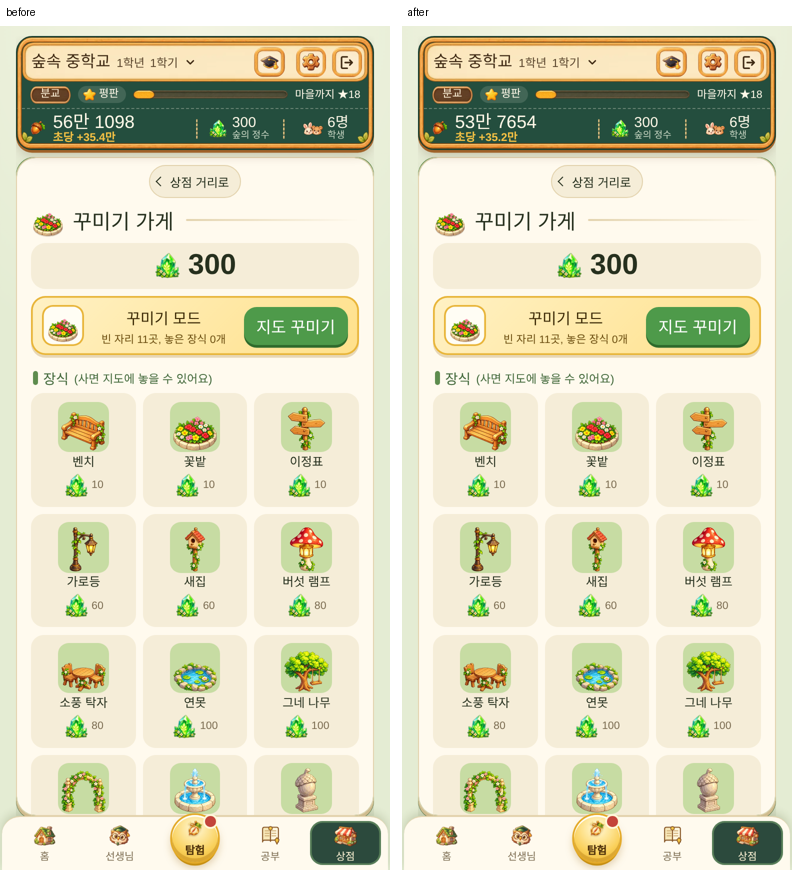 before
숲속 중학교 1학년 1학기
분교 평판 마을까지 ★18
56만 1098
초당 +35.4만
300
숲의 정수
6명
학생
상점 거리로
꾸미기 가게
300
꾸미기 모드
빈 자리 11곳, 놓은 장식 0개
지도 꾸미기
장식 (사면 지도에 놓을 수 있어요)
벤치 꽃밭 이정표
10 10 10
가로등 새집 버섯 램프
60 60 80
소풍 탁자 연못 그네 나무
80 100 100
홈 선생님 탐험 공부 상점
after
숲속 중학교 1학년 1학기
분교 평판 마을까지 ★18
53만 7654
초당 +35.2만
300
숲의 정수
6명
학생
상점 거리로
꾸미기 가게
300
꾸미기 모드
빈 자리 11곳, 놓은 장식 0개
지도 꾸미기
장식 (사면 지도에 놓을 수 있어요)
벤치 꽃밭 이정표
10 10 10
가로등 새집 버섯 램프
60 60 80
소풍 탁자 연못 그네 나무
80 100 100
홈 선생님 탐험 공부 상점